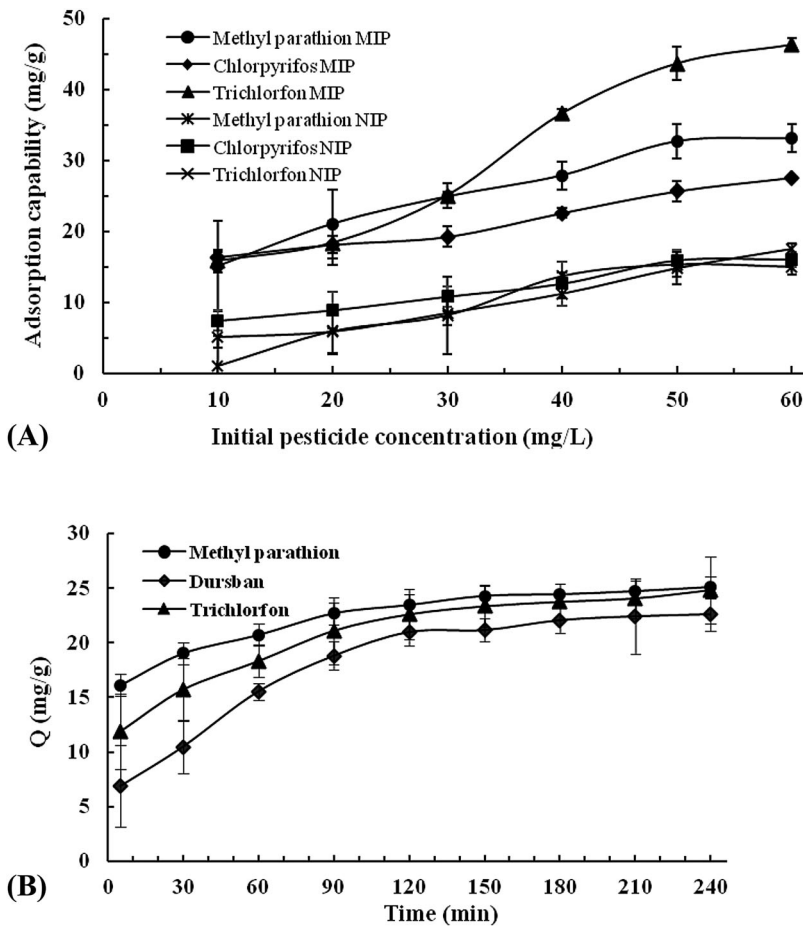 50
40
30
20
10
0
Adsorption capability (mg/g)
Methyl parathion MIP
Chlorpyrifos MIP
Trichlorfon MIP
Methyl parathion NIP
Chlorpyrifos NIP
Trichlorfon NIP
0 10 20 30 40 50 60
Initial pesticide concentration (mg/L)
(A)
30
25
20
15
10
5
0
Q (mg/g)
Methyl parathion
Dursban
Trichlorfon
0 30 60 90 120 150 180 210 240
Time (min)
(B)